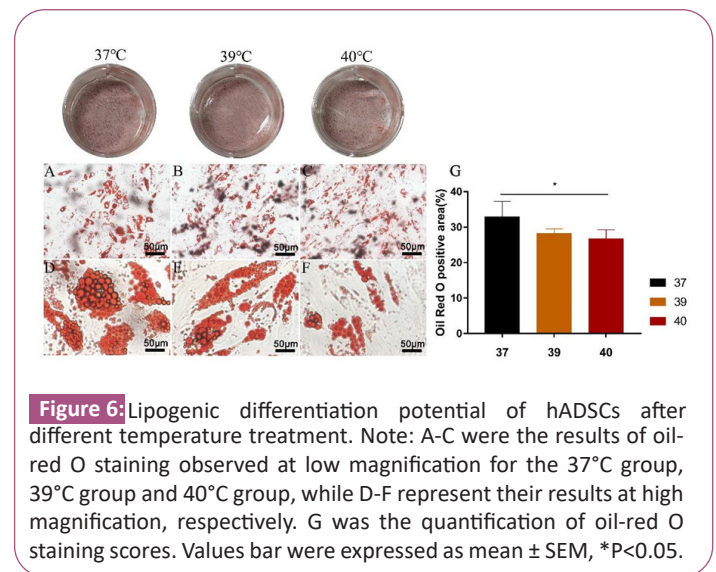 37℃ 39℃ 40℃
A B C
50μm 50μm 50μm
D E F
50μm 50μm 50μm
G
Oil Red O positive area(%)
40
30
20
10
0
*
37 39 40
37
39
40
Figure 6: Lipogenic differentiation potential of hADSCs after
different temperature treatment. Note: A-C were the results of oil-
red O staining observed at low magnification for the 37°C group,
39°C group and 40°C group, while D-F represent their results at high
magnification, respectively. G was the quantification of oil-red O
staining scores. Values bar were expressed as mean ± SEM, *P<0.05.